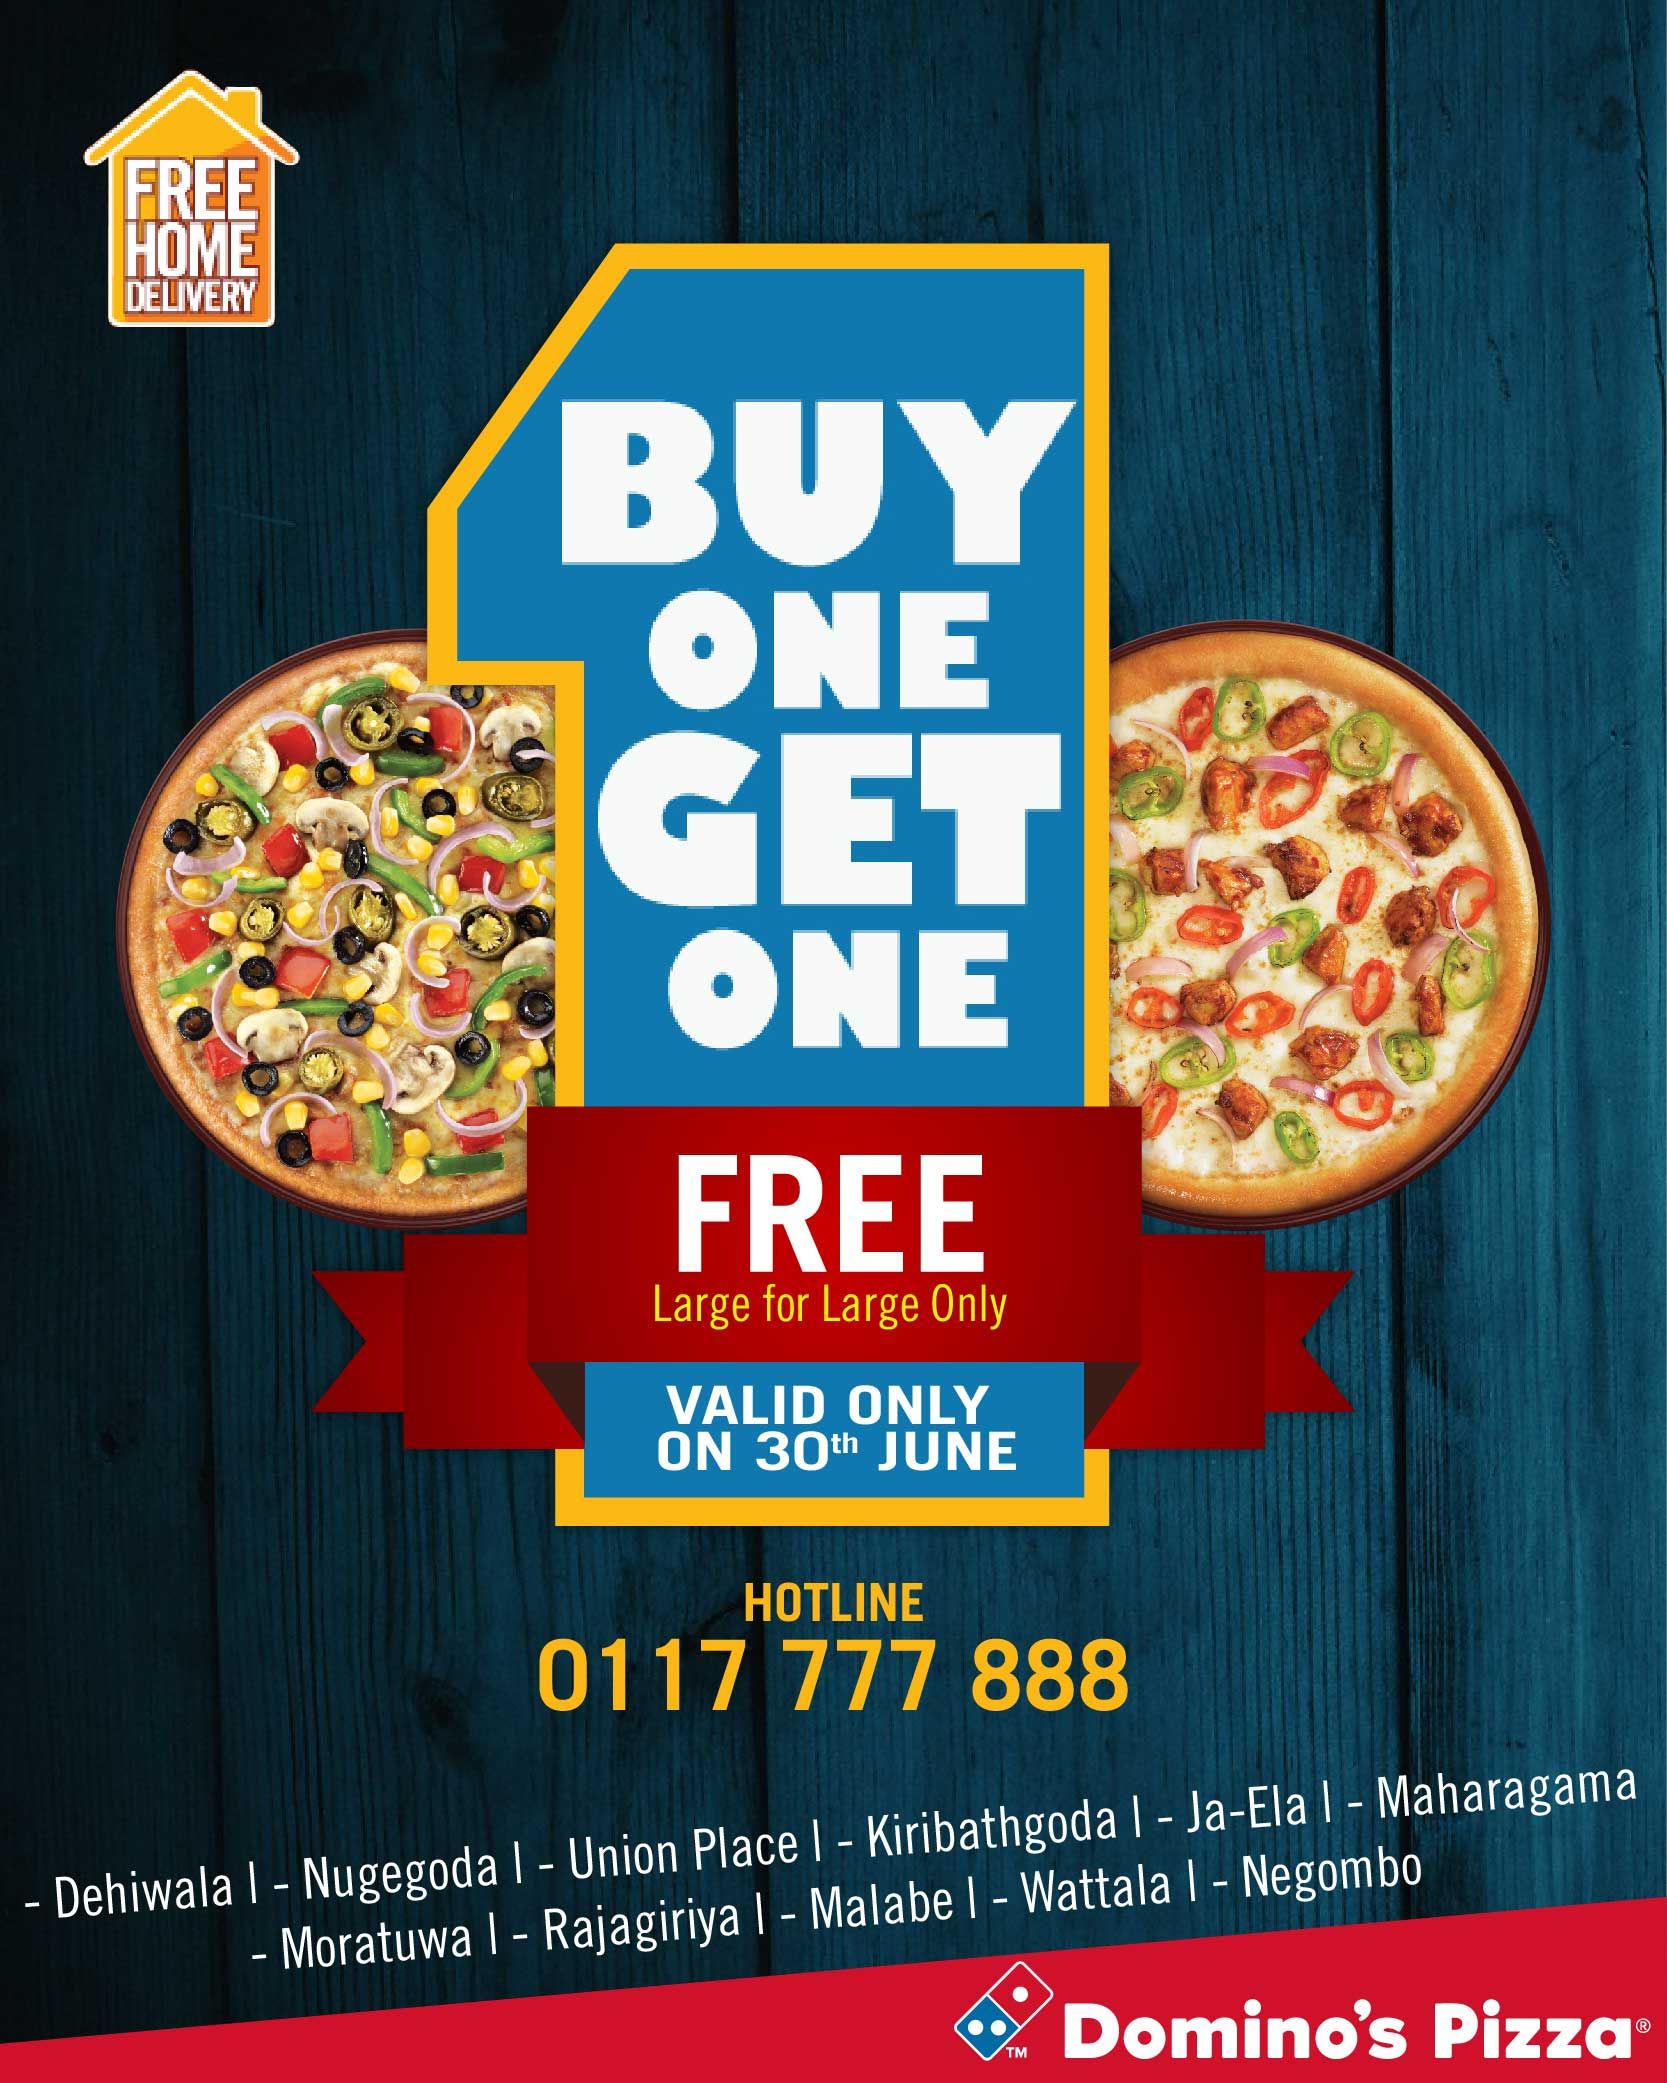 FREE
HOME
DELIVERY
BUY
ONE
GET
ONE
FREE
Large for Large Only
VALID ONLY
ON 30th JUNE
HOTLINE
0117 777 888
- Dehiwala | - Nugegoda | - Union Place | - Kiribathgoda | - Ja-Ela | - Maharagama
- Moratuwa | - Rajagiriya | - Malabe | - Wattala | - Negombo
TM Domino's Pizza®